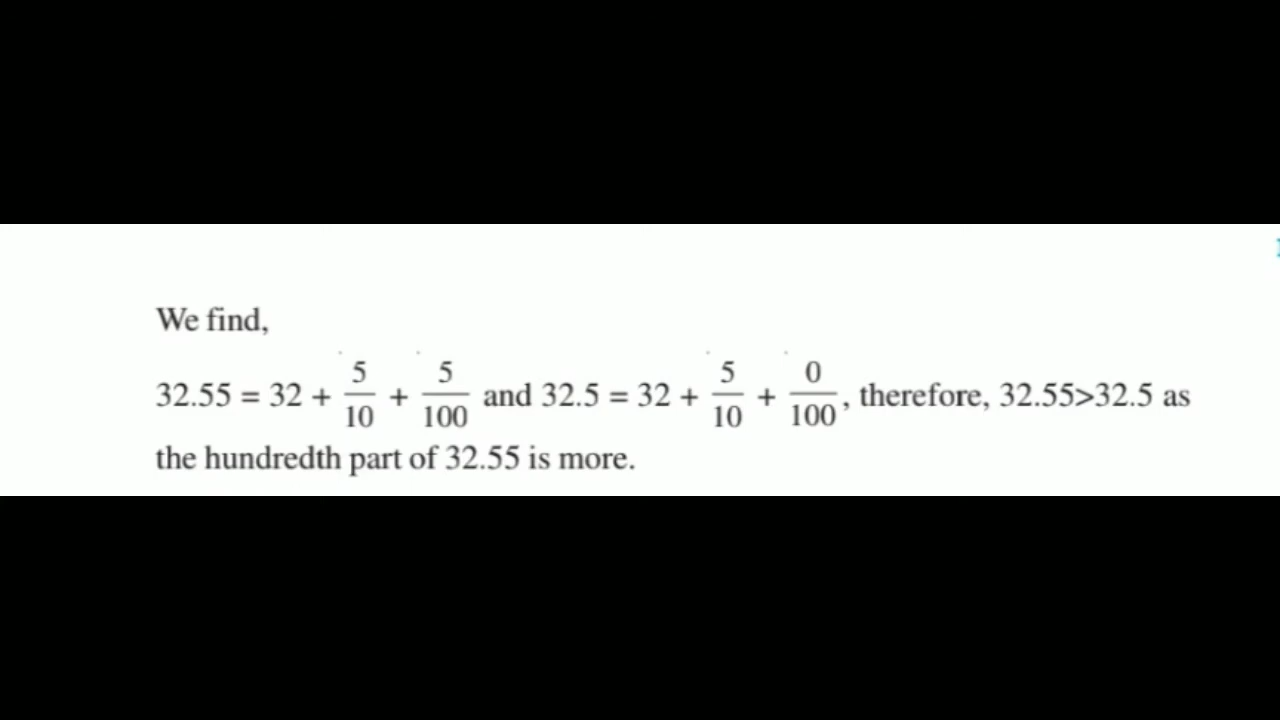 We find,
32.55 = 32 + 5/10 + 5/100 and 32.5 = 32 + 5/10 + 0/100, therefore, 32.55>32.5 as
the hundredth part of 32.55 is more.